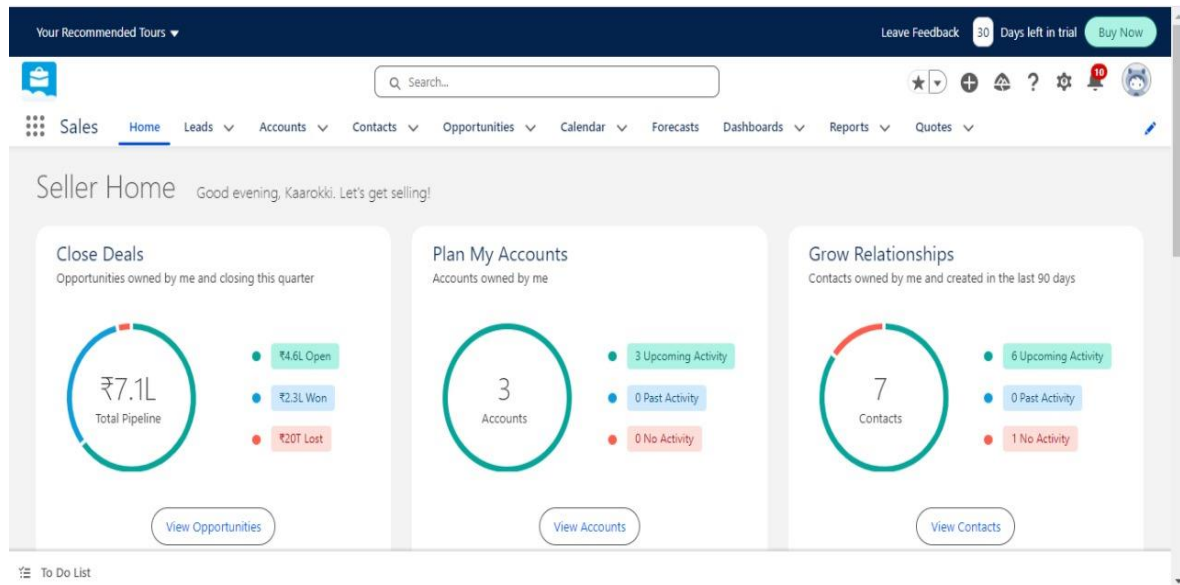 Your Recommended Tours
Leave Feedback 30 Days left in trial Buy Now
Search...
10
Sales Home Leads Accounts Contacts Opportunities Calendar Forecasts Dashboards Reports Quotes
Seller Home Good evening, Kaarokki. Let's get selling!
Close Deals
Opportunities owned by me and closing this quarter
₹7.1L
Total Pipeline
₹4.6L Open
₹2.3L Won
₹20T Lost
View Opportunities
Plan My Accounts
Accounts owned by me
3
Accounts
3 Upcoming Activity
0 Past Activity
0 No Activity
View Accounts
Grow Relationships
Contacts owned by me and created in the last 90 days
7
Contacts
6 Upcoming Activity
0 Past Activity
1 No Activity
View Contacts
To Do List